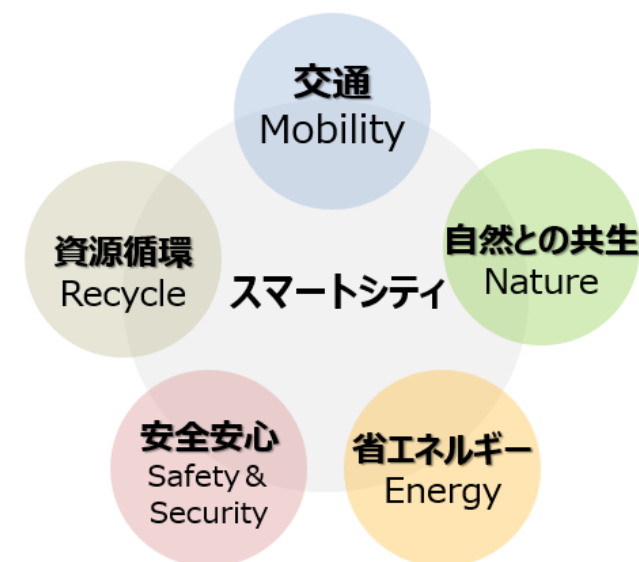 交通
Mobility
自然との共生
Nature
資源循環
Recycle
スマートシティ
安全安心
Safety &
Security
省エネルギー
Energy